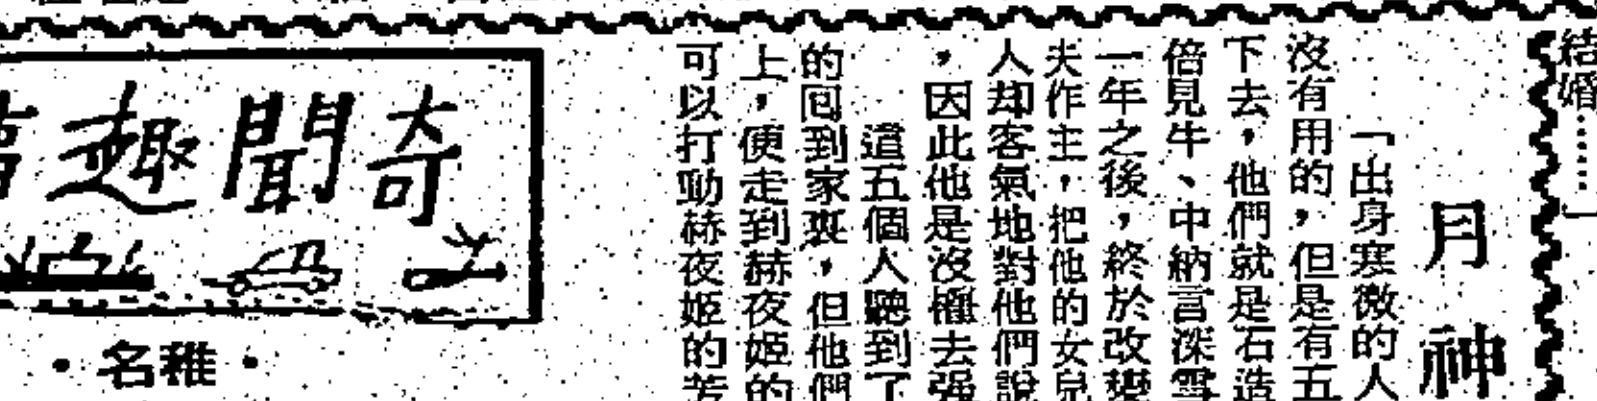 結婚……」
月神
「出身寒微的人
沒有用的，但是有五
下去，他們就是石造
倍見牛、中納言深雪
一年之後，終於改變
夫作主，把他的女兒
人却客氣地對他們說
，因此他是沒權去强
這五個人聽到了
的囘到家裏，但他們
上，便走到赫夜姬的
可以打動赫夜姬的芳
奇聞趣
・名稚・